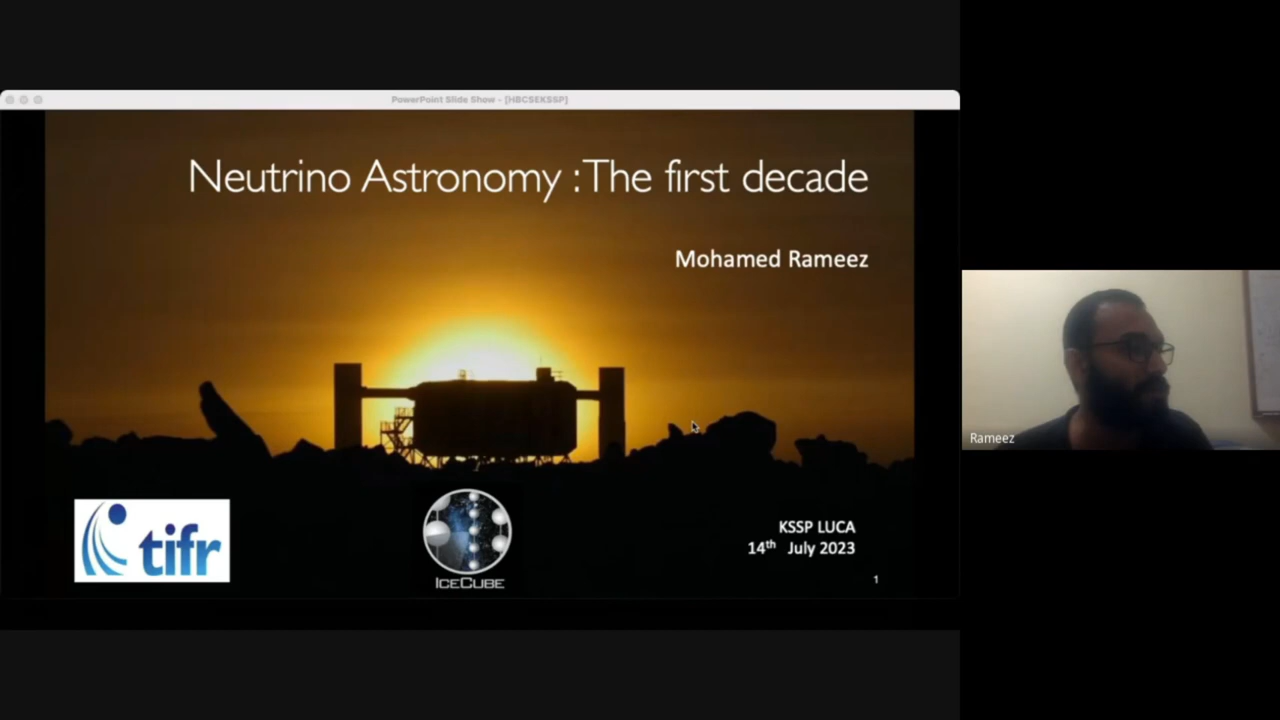 PowerPoint Slide Show - [HBCSEKSSP]
Neutrino Astronomy :The first decade
Mohamed Rameez
Rameez
tifr
ICECUBE
KSSP LUCA
14th July 2023
1